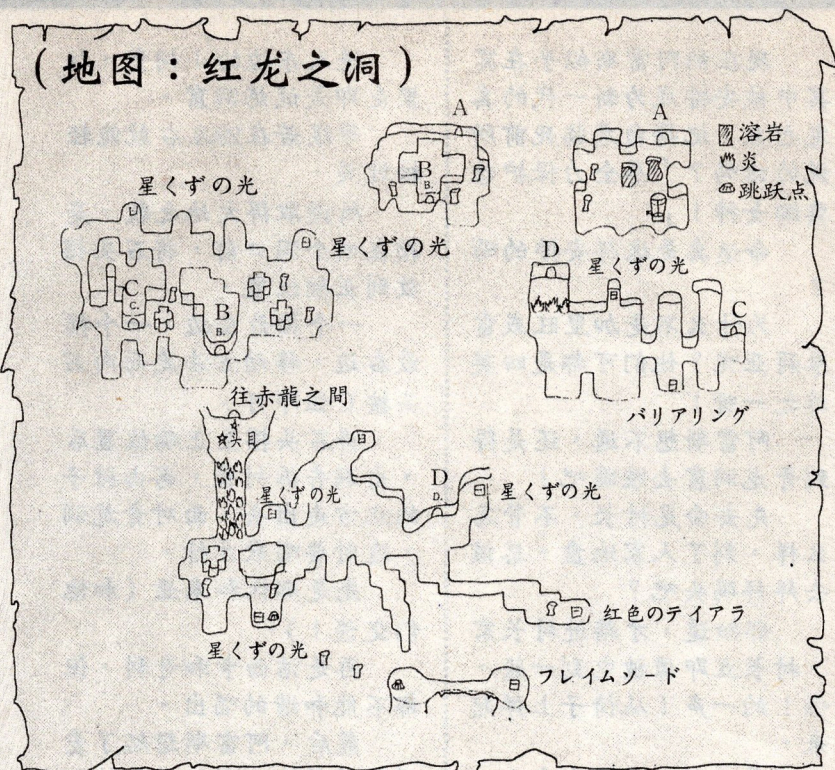 (地图：红龙之洞)
A
A
溶岩
炎
跳跃点
B
B.
星くずの光
星くずの光
D
星くずの光
C
C.
B
B.
C
バリアリング
往赤龍之間
☆头目
D
D.
星くずの光
星くずの光
红色のテイアラ
星くずの光
フレイムソード